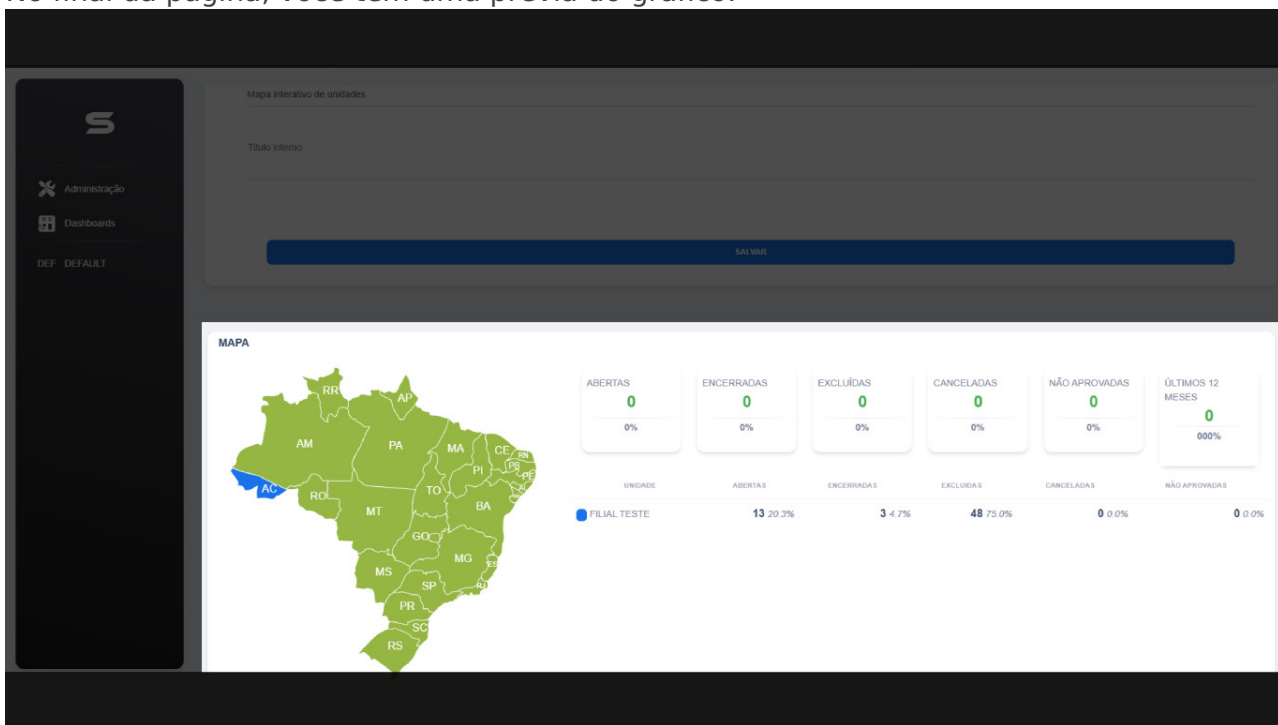 No final da página, você tem uma prévia do gráfico.
Mapa interativo de unidades
Título interno
Administração
Dashboards
DEF DEFAULT
SALVAR
MAPA
RR
AP
AM
PA
MA
CE
RN
PB
PE
PI
AL
AC
RO
TO
BA
MT
GO
MG
ES
MS
SP
RJ
PR
SC
RS
ABERTAS
0
0%
ENCERRADAS
0
0%
EXCLUÍDAS
0
0%
CANCELADAS
0
0%
NÃO APROVADAS
0
0%
ÚLTIMOS 12
MESES
0
000%
UNIDADE ABERTAS ENCERRADAS EXCLUIDAS CANCELADAS NÃO APROVADAS
FILIAL TESTE 13 20.3% 3 4.7% 48 75.0% 0 0.0% 0 0.0%